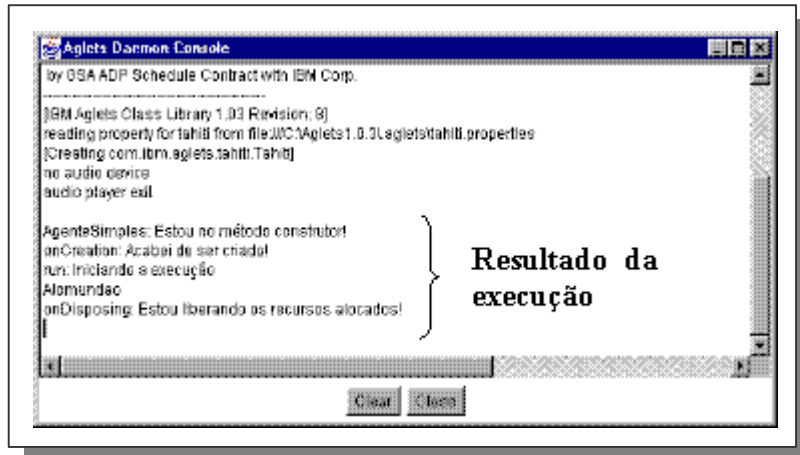 Aglets Daemon Console
by GSA ADP Schedule Contract with IBM Corp.
[IBM Aglets Class Library 1.03 Revision: 8]
reading property for tahiti from file:///C:\Aglets1.0.3\.aglets\tahiti.properties
[Creating com.ibm.aglets.tahiti.Tahiti]
no audio device
audio player exit
AgenteSimples: Estou no método construtor!
onCreation: Acabei de ser criado!
run: Iniciando a execução
Alomundao
onDisposing: Estou liberando os recursos alocados!
Resultado da
execução
Clear Close